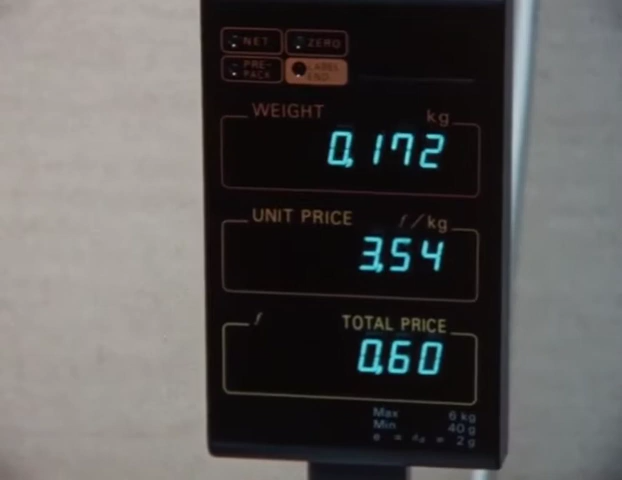 NET ZERO
PRE-PACK LABEL END
WEIGHT kg
0,172
UNIT PRICE f/kg
3,54
f TOTAL PRICE
0,60
Max 6 kg
Min 40 g
e = d_d = 2 g